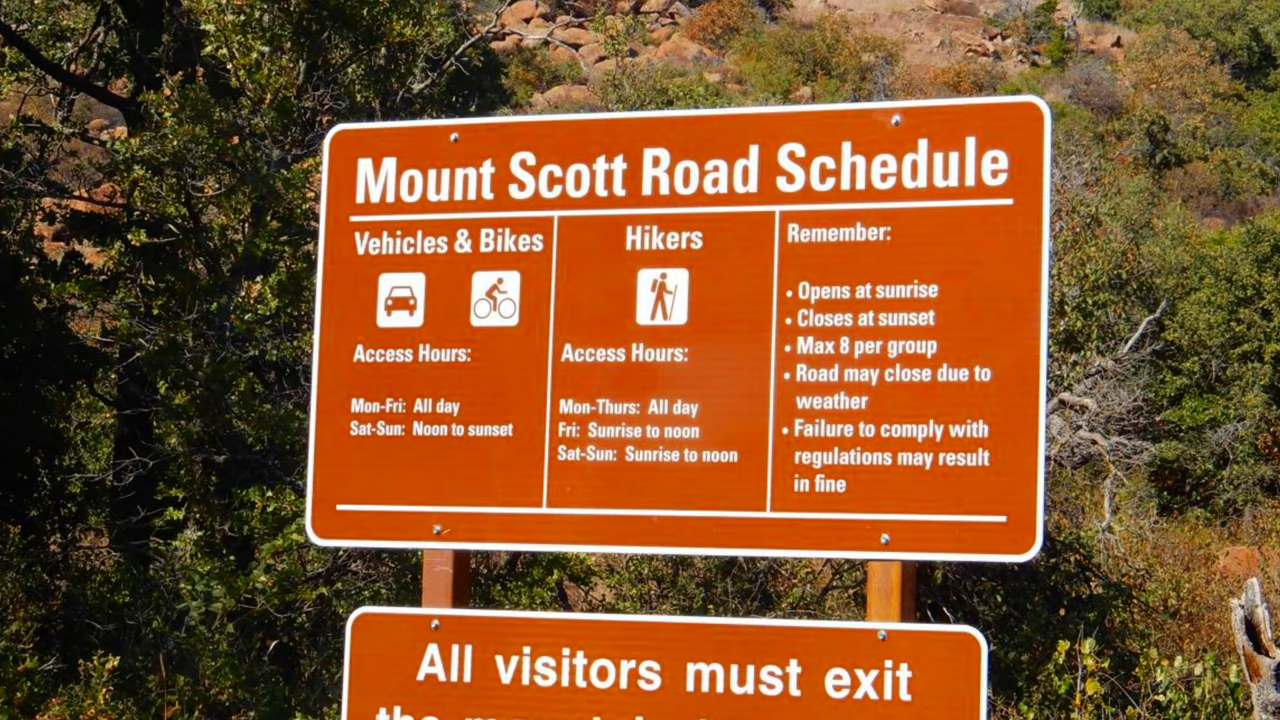 Mount Scott Road Schedule
Vehicles & Bikes
Access Hours:
Mon-Fri: All day
Sat-Sun: Noon to sunset
Hikers
Access Hours:
Mon-Thurs: All day
Fri: Sunrise to noon
Sat-Sun: Sunrise to noon
Remember:
• Opens at sunrise
• Closes at sunset
• Max 8 per group
• Road may close due to
weather
• Failure to comply with
regulations may result
in fine
All visitors must exit
the